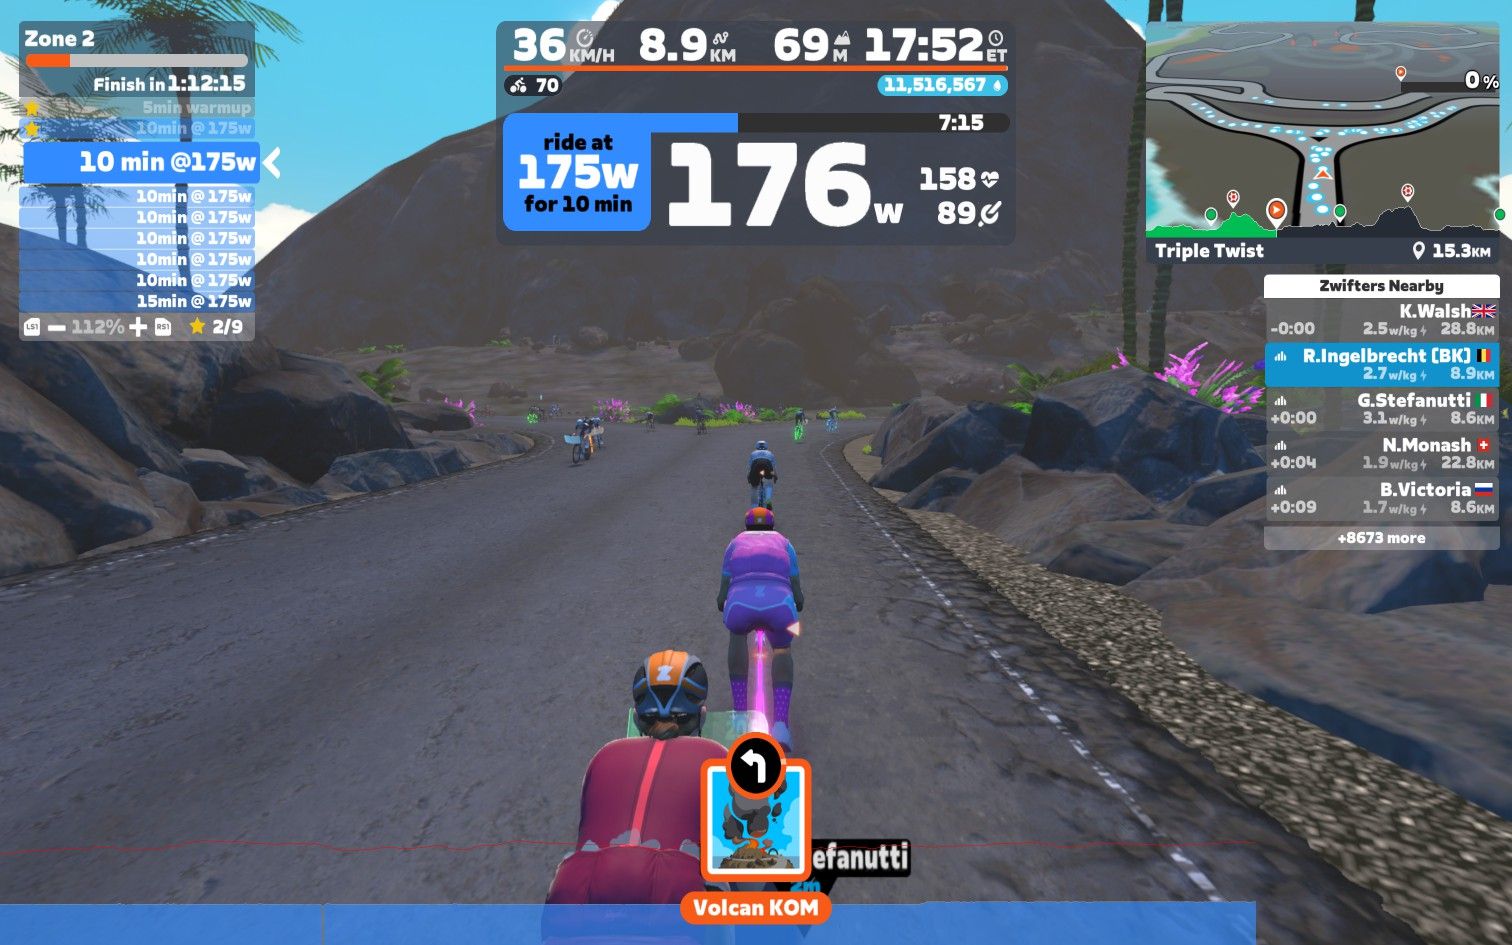 Zone 2
Finish in 1:12:15
5min warmup
10min @ 175w
10 min @175w
10min @ 175w
10min @ 175w
10min @ 175w
10min @ 175w
10min @ 175w
15min @ 175w
LS1 − 112% + RS1 2/9
36 KM/H 8.9 KM 69 M 17:52 ET
70 11,516,567
7:15
ride at
175w
for 10 min
176w
158
89
0 %
Triple Twist 15.3KM
Zwifters Nearby
K.Walsh
-0:00 2.5w/kg 28.8KM
R.Ingelbrecht (BK)
2.7w/kg 8.9KM
G.Stefanutti
+0:00 3.1w/kg 8.6KM
N.Monash
+0:04 1.9w/kg 22.8KM
B.Victoria
+0:09 1.7w/kg 8.6KM
+8673 more
Z
Z
efanutti
2m
Volcan KOM